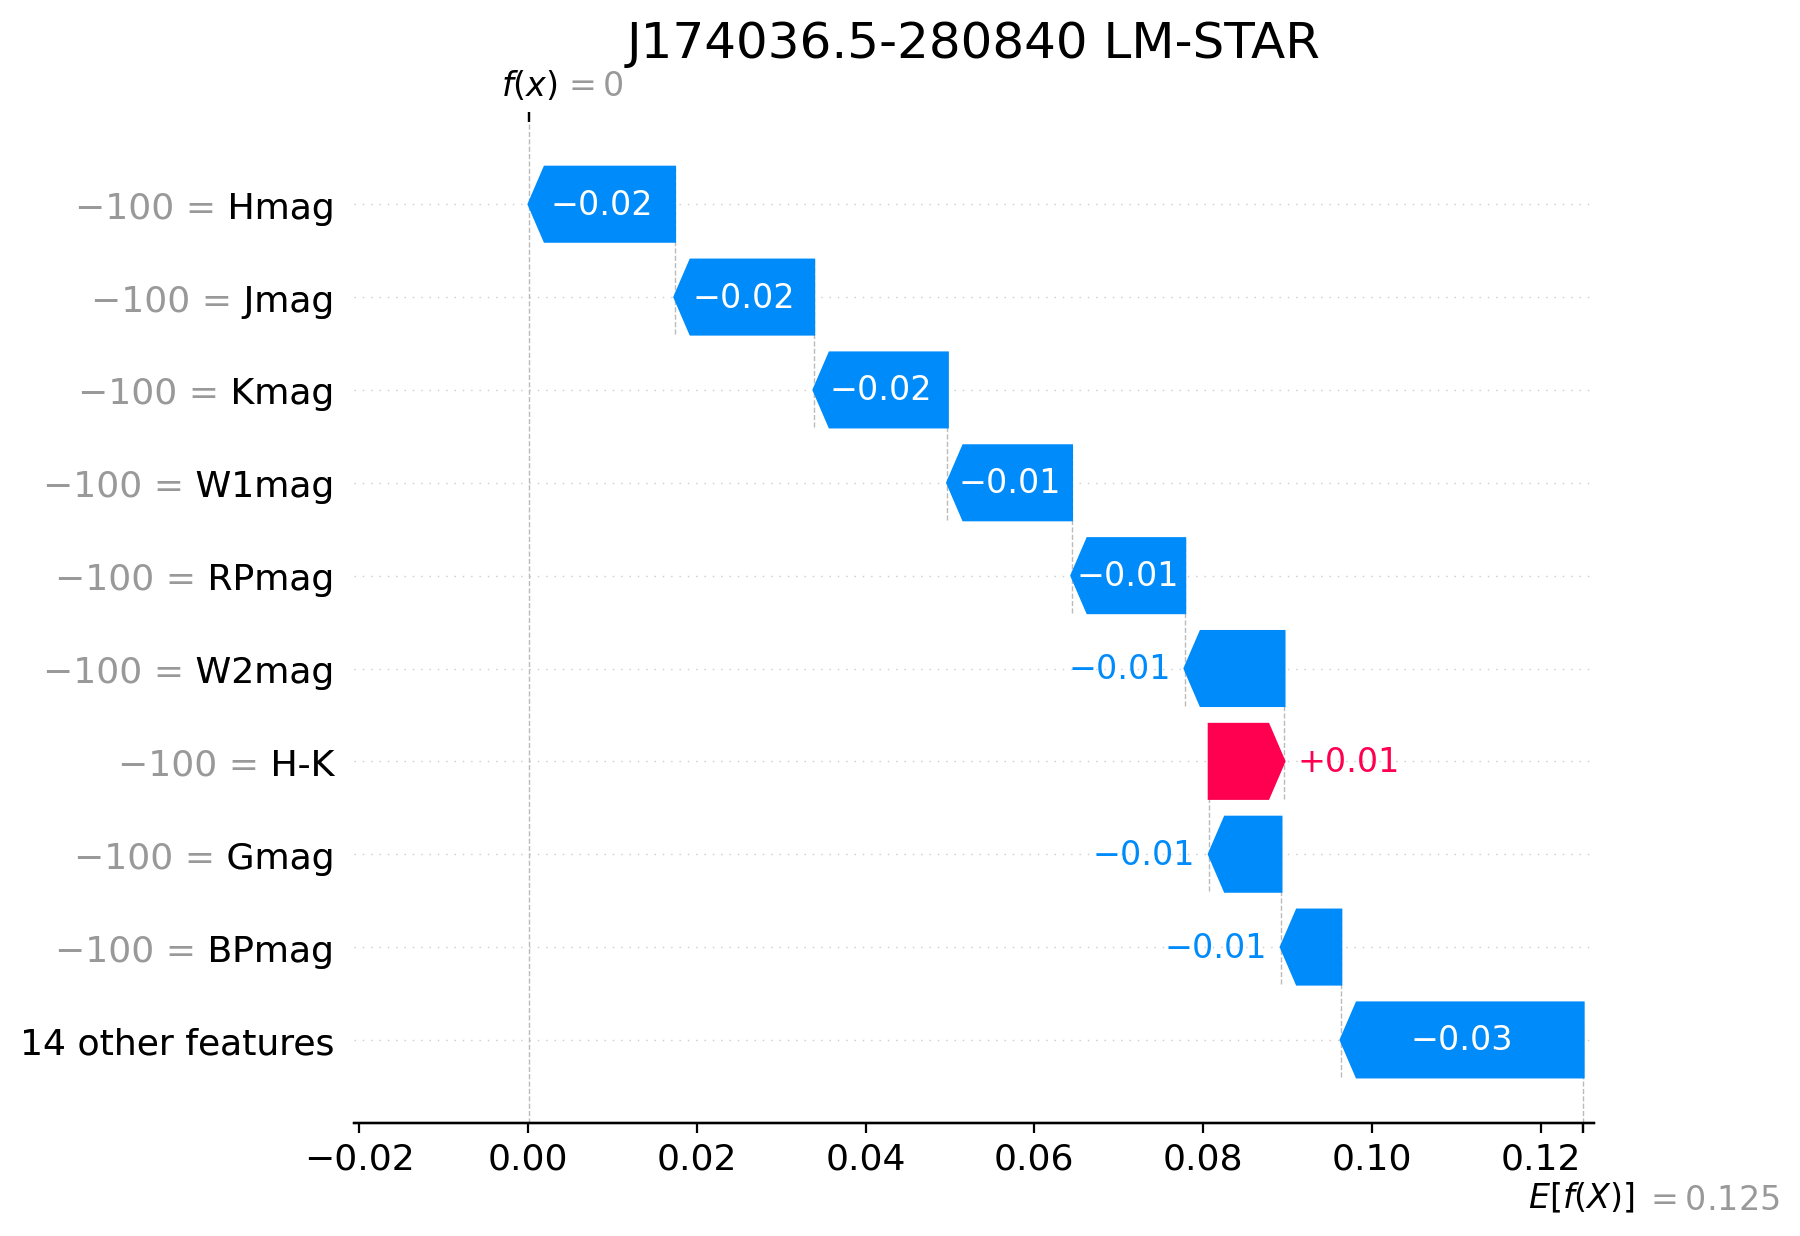 J174036.5-280840 LM-STAR
f(x) = 0
−100 = Hmag −0.02
−100 = Jmag −0.02
−100 = Kmag −0.02
−100 = W1mag −0.01
−100 = RPmag −0.01
−100 = W2mag −0.01
−100 = H-K +0.01
−100 = Gmag −0.01
−100 = BPmag −0.01
14 other features −0.03
−0.02 0.00 0.02 0.04 0.06 0.08 0.10 0.12
E[f(X)] = 0.125